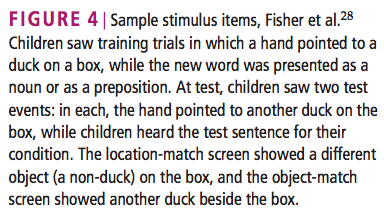 FIGURE 4 | Sample stimulus items, Fisher et al.28
Children saw training trials in which a hand pointed to a
duck on a box, while the new word was presented as a
noun or as a preposition. At test, children saw two test
events: in each, the hand pointed to another duck on the
box, while children heard the test sentence for their
condition. The location-match screen showed a different
object (a non-duck) on the box, and the object-match
screen showed another duck beside the box.